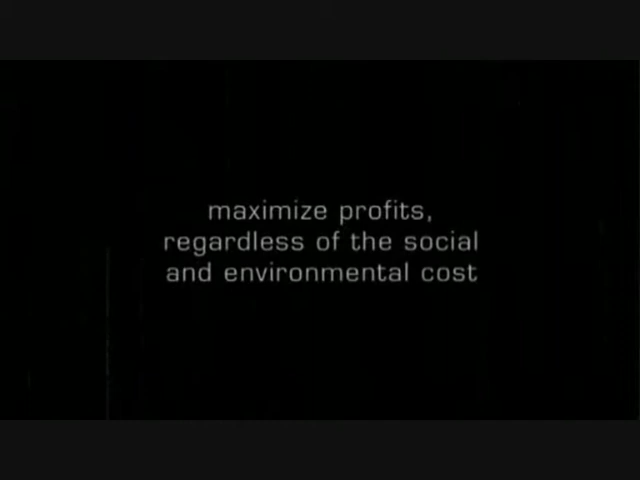 maximize profits,
regardless of the social
and environmental cost